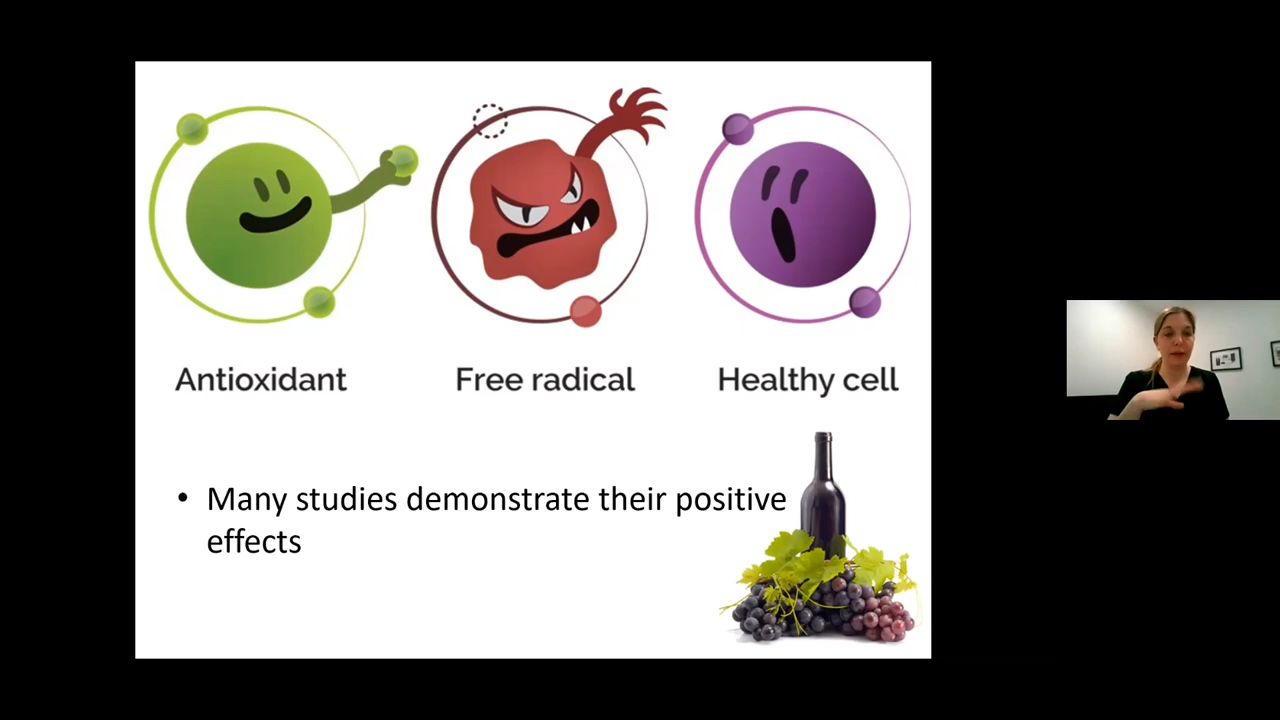 Antioxidant Free radical Healthy cell
• Many studies demonstrate their positive
effects